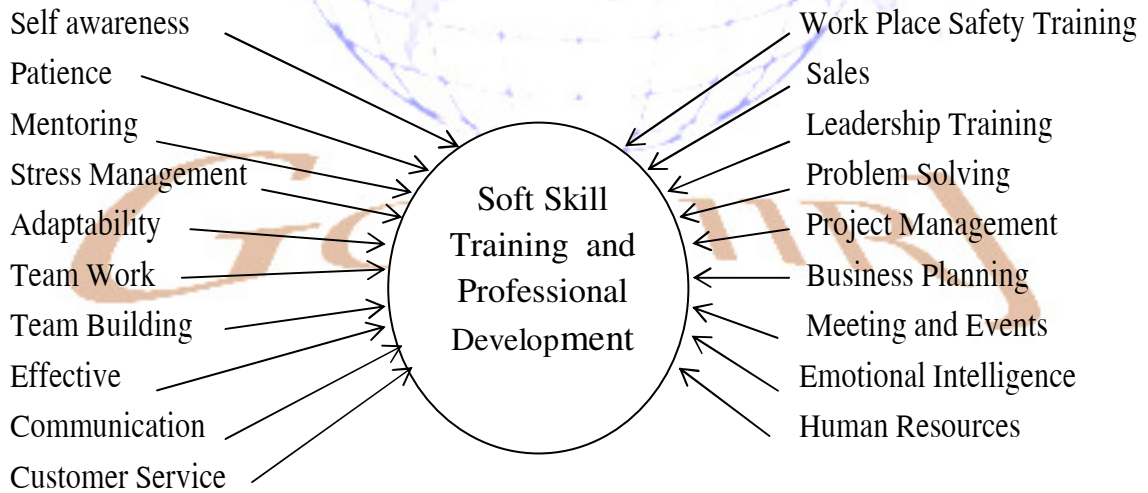 Self awareness
Patience
Mentoring
Stress Management
Adaptability
Team Work
Team Building
Effective
Communication
Customer Service
Soft Skill
Training and
Professional
Development
Work Place Safety Training
Sales
Leadership Training
Problem Solving
Project Management
Business Planning
Meeting and Events
Emotional Intelligence
Human Resources